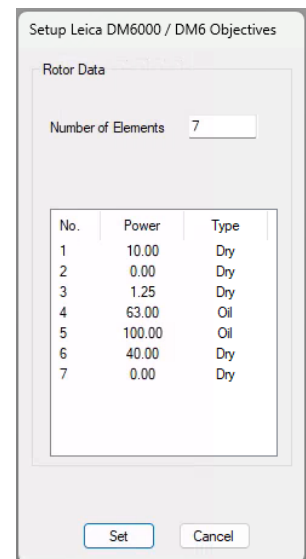 Setup Leica DM6000 / DM6 Objectives
Rotor Data
Number of Elements 7
No. Power Type
1 10.00 Dry
2 0.00 Dry
3 1.25 Dry
4 63.00 Oil
5 100.00 Oil
6 40.00 Dry
7 0.00 Dry
Set Cancel